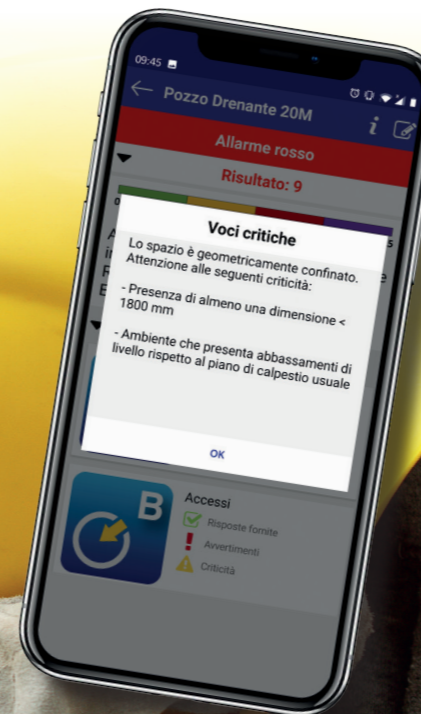 09:45
Pozzo Drenante 20M
i
Allarme rosso
Risultato: 9
0
5
Voci critiche
Lo spazio è geometricamente confinato.
Attenzione alle seguenti criticità:
- Presenza di almeno una dimensione <
1800 mm
- Ambiente che presenta abbassamenti di
livello rispetto al piano di calpestio usuale
OK
B
Accessi
Risposte fornite
Avvertimenti
Criticità